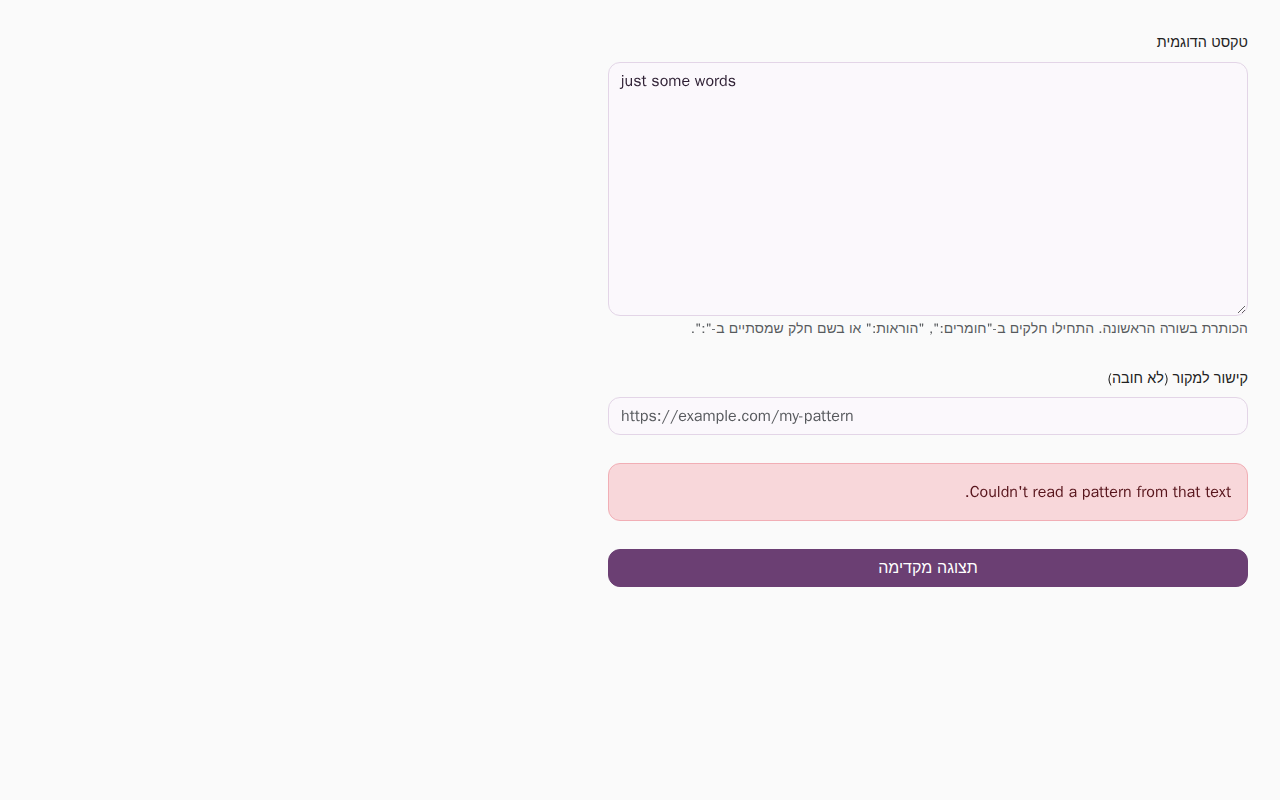 טקסט הדוגמית
just some words
הכותרת בשורה הראשונה. התחילו חלקים ב-"חומרים:", "הוראות:" או בשם חלק שמסתיים ב-":".
קישור למקור (לא חובה)
https://example.com/my-pattern
Couldn't read a pattern from that text.
תצוגה מקדימה